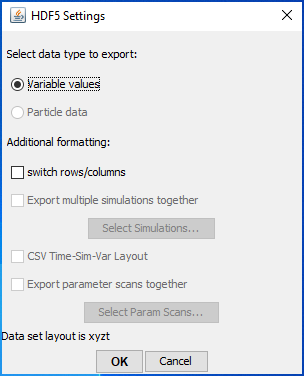 HDF5 Settings
Select data type to export:
Variable values
Particle data
Additional formatting:
switch rows/columns
Export multiple simulations together
Select Simulations...
CSV Time-Sim-Var Layout
Export parameter scans together
Select Param Scans...
Data set layout is xyzt
OK Cancel